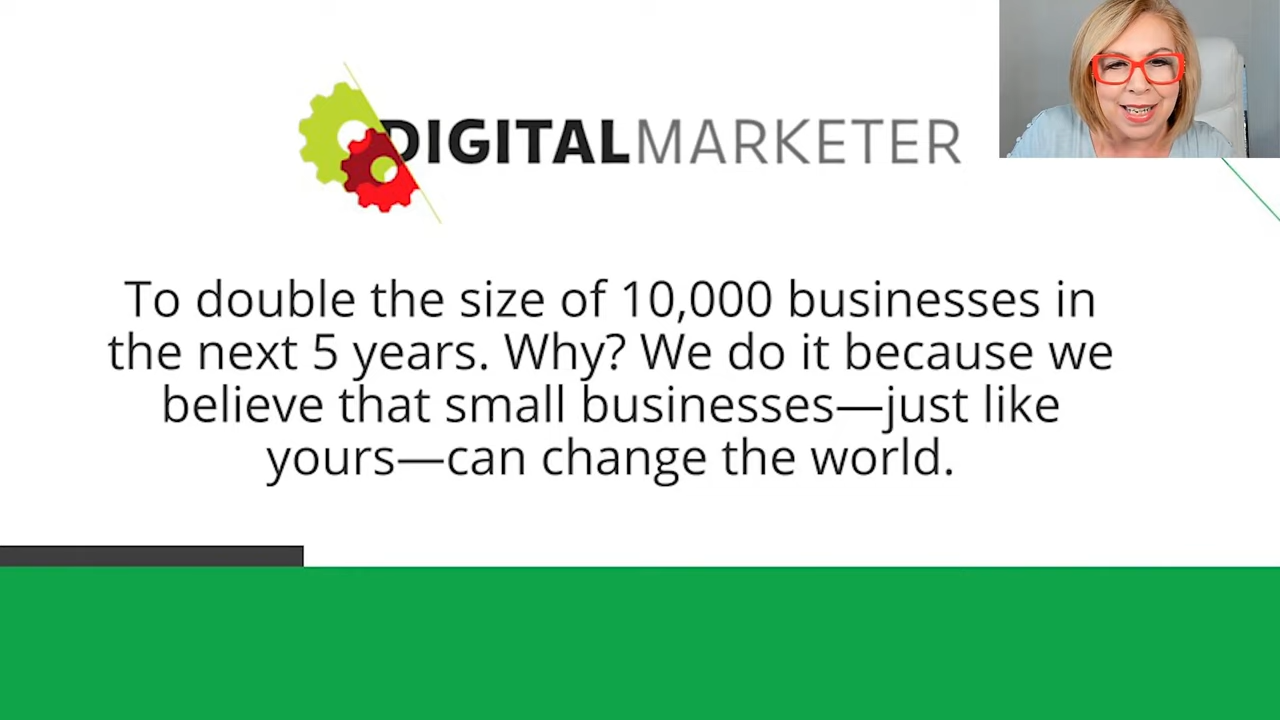 DIGITALMARKETER
To double the size of 10,000 businesses in
the next 5 years. Why? We do it because we
believe that small businesses—just like
yours—can change the world.